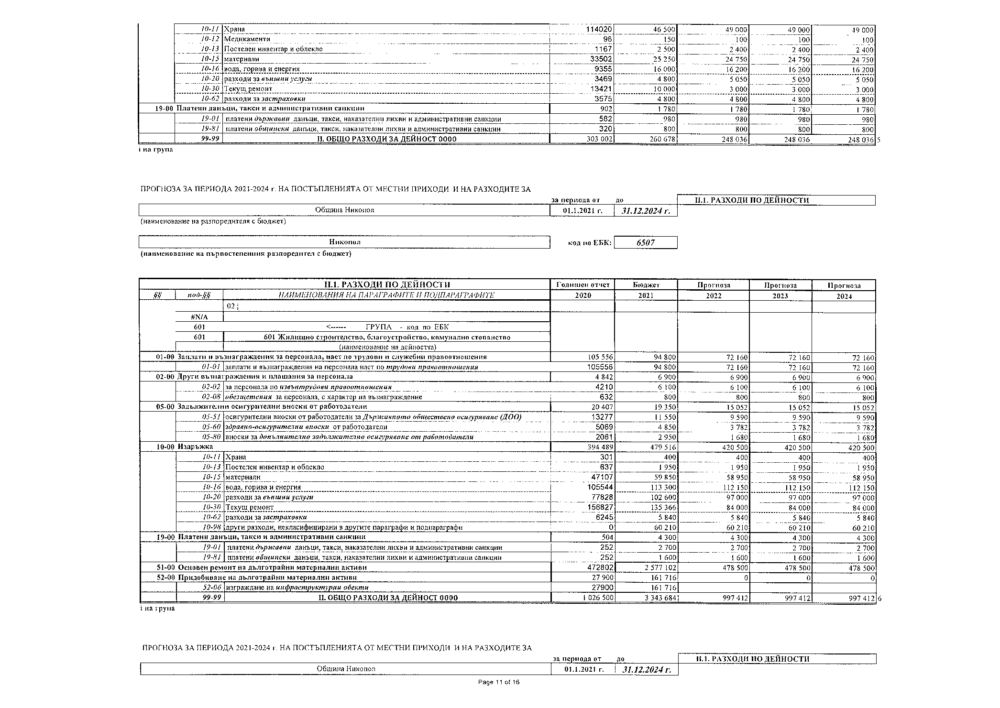 10-11 Храна 114020 46 500 49 000 49 000 49 000
10-12 Медикаменти 96 150 100 100 100
10-13 Постелен инвентар и облекло 1167 2 500 2 400 2 400 2 400
10-15 материали 33502 25 250 24 750 24 750 24 750
10-16 вода, горива и енергия 9355 16 000 16 200 16 200 16 200
10-20 разходи за външни услуги 3469 4 800 5 050 5 050 5 050
10-30 Текущ ремонт 13421 10 000 3 000 3 000 3 000
10-62 разходи за застраховки 3575 4 800 4 800 4 800 4 800
19-00 Платени данъци, такси и административни санкции 902 1 780 1 780 1 780 1 780
19-01 платени държавни данъци, такси, наказателни лихви и административни санкции 582 980 980 980 980
19-81 платени общински данъци, такси, наказателни лихви и административни санкции 320 800 800 800 800
99-99 II. ОБЩО РАЗХОДИ ЗА ДЕЙНОСТ 0000 303 002 260 678 248 036 248 036 248 036 5
і на група
ПРОГНОЗА ЗА ПЕРИОДА 2021-2024 г. НА ПОСТЪПЛЕНИЯТА ОТ МЕСТНИ ПРИХОДИ И НА РАЗХОДИТЕ ЗА
за периода от до II.1. РАЗХОДИ ПО ДЕЙНОСТИ
Община Никопол 01.1.2021 г. 31.12.2024 г.
(наименование на разпоредителя с бюджет)
Никопол код по ЕБК: 6507
(наименование на първостепенния разпоредител с бюджет)
II.1. РАЗХОДИ ПО ДЕЙНОСТИ Годишен отчет Бюджет Прогноза Прогноза Прогноза
§§ под-§§ НАИМЕНОВАНИЯ НА ПАРАГРАФИТЕ И ПОДПАРАГРАФИТЕ 2020 2021 2022 2023 2024
02 ;
#N/A
601 <------ ГРУПА - код по ЕБК
601 601 Жилищно строителство, благоустройство, комунално стопанство
(наименование на дейността)
01-00 Заплати и възнаграждения за персонала, нает по трудови и служебни правоотношения 105 556 94 800 72 160 72 160 72 160
01-01 заплати и възнаграждения на персонала нает по трудови правоотношения 105556 94 800 72 160 72 160 72 160
02-00 Други възнаграждения и плащания за персонала 4 842 6 900 6 900 6 900 6 900
02-02 за персонала по извънтрудови правоотношения 4210 6 100 6 100 6 100 6 100
02-08 обезщетения за персонала, с характер на възнаграждение 632 800 800 800 800
05-00 Задължителни осигурителни вноски от работодатели 20 407 19 350 15 052 15 052 15 052
05-51 осигурителни вноски от работодатели за Държавното обществено осигуряване (ДОО) 13277 11 550 9 590 9 590 9 590
05-60 здравно-осигурителни вноски от работодатели 5069 4 850 3 782 3 782 3 782
05-80 вноски за допълнително задължително осигуряване от работодатели 2061 2 950 1 680 1 680 1 680
10-00 Издръжка 394 489 479 516 420 500 420 500 420 500
10-11 Храна 301 400 400 400 400
10-13 Постелен инвентар и облекло 637 1 950 1 950 1 950 1 950
10-15 материали 47107 59 850 58 950 58 950 58 950
10-16 вода, горива и енергия 105544 113 300 112 150 112 150 112 150
10-20 разходи за външни услуги 77828 102 600 97 000 97 000 97 000
10-30 Текущ ремонт 156827 135 366 84 000 84 000 84 000
10-62 разходи за застраховки 6245 5 840 5 840 5 840 5 840
10-98 други разходи, некласифицирани в другите параграфи и подпараграфи 0 60 210 60 210 60 210 60 210
19-00 Платени данъци, такси и административни санкции 504 4 300 4 300 4 300 4 300
19-01 платени държавни данъци, такси, наказателни лихви и административни санкции 252 2 700 2 700 2 700 2 700
19-81 платени общински данъци, такси, наказателни лихви и административни санкции 252 1 600 1 600 1 600 1 600
51-00 Основен ремонт на дълготрайни материални активи 472802 2 577 102 478 500 478 500 478 500
52-00 Придобиване на дълготрайни материални активи 27 900 161 716 0 0 0
52-06 изграждане на инфраструктурни обекти 27900 161 716
99-99 II. ОБЩО РАЗХОДИ ЗА ДЕЙНОСТ 0000 1 026 500 3 343 684 997 412 997 412 997 412 6
і на група
ПРОГНОЗА ЗА ПЕРИОДА 2021-2024 г. НА ПОСТЪПЛЕНИЯТА ОТ МЕСТНИ ПРИХОДИ И НА РАЗХОДИТЕ ЗА
за периода от до II.1. РАЗХОДИ ПО ДЕЙНОСТИ
Община Никопол 01.1.2021 г. 31.12.2024 г.
Page 11 of 16